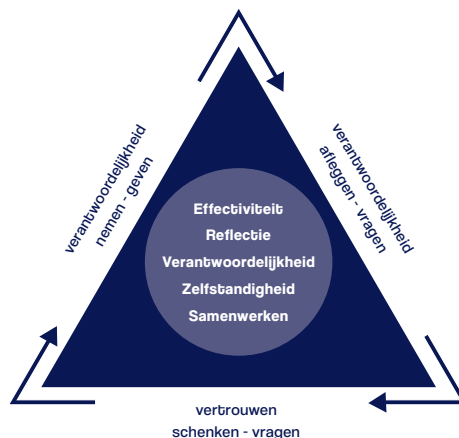 verantwoordelijkheid
nemen - geven
verantwoordelijkheid
afleggen - vragen
Effectiviteit
Reflectie
Verantwoordelijkheid
Zelfstandigheid
Samenwerken
vertrouwen
schenken - vragen